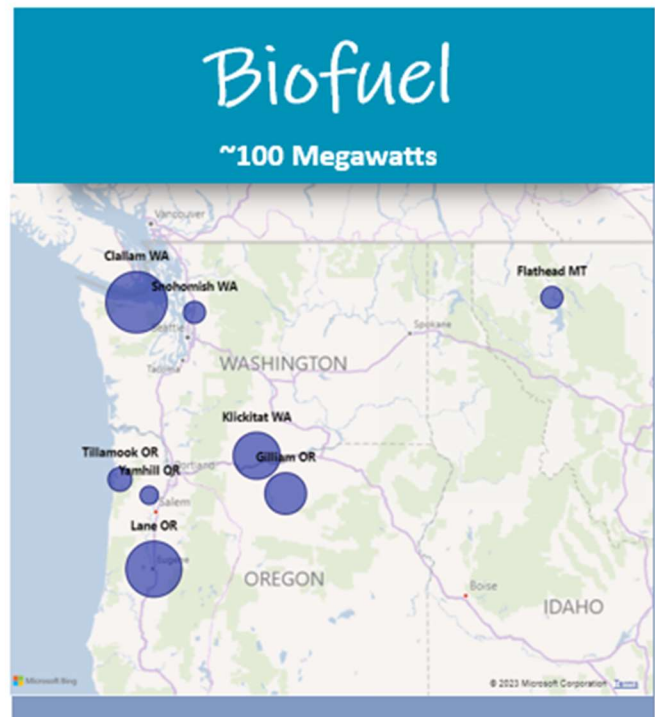 Biofuel
~100 Megawatts
Vancouver
Clallam WA
Snohomish WA
Flathead MT
Seattle
Spokane
Tacoma
WASHINGTON
Klickitat WA
Tillamook OR
Gilliam OR
Yamhill OR
Portland
Salem
Lane OR
Eugene
OREGON
Boise
IDAHO
Microsoft Bing
© 2023 Microsoft Corporation Terms